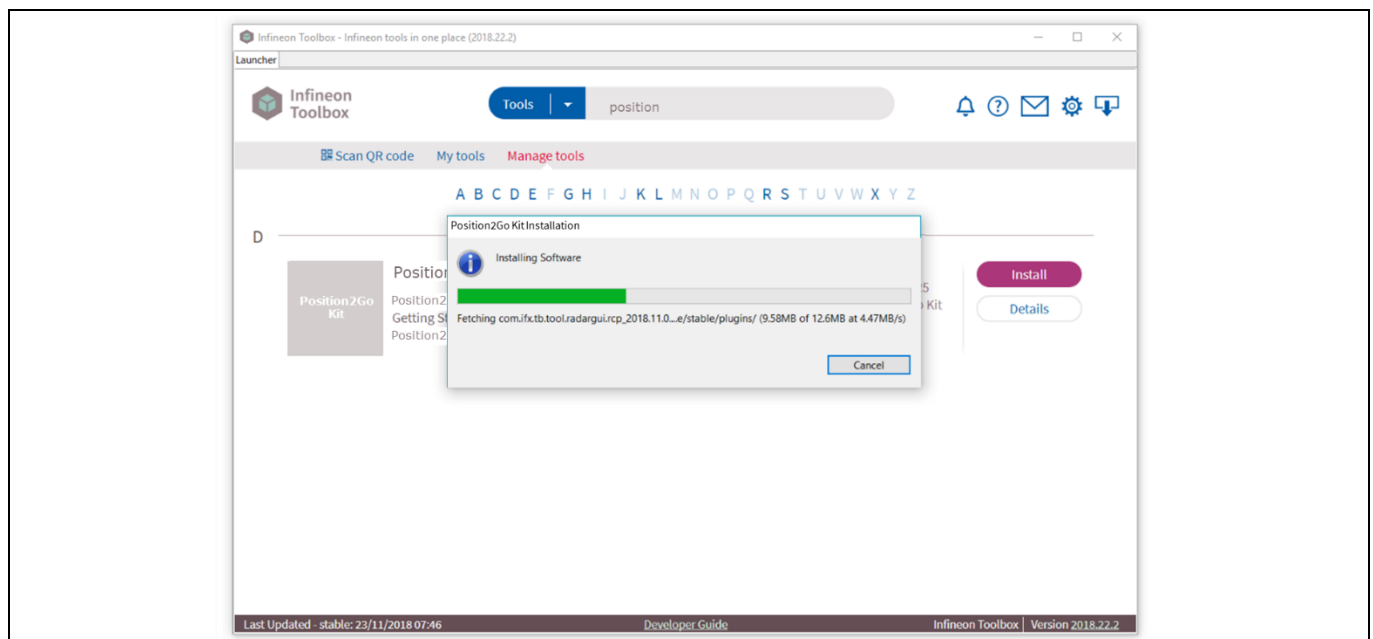 Infineon Toolbox - Infineon tools in one place (2018.22.2)
Launcher
Infineon
Toolbox
Tools
position
Scan QR code My tools Manage tools
A B C D E F G H I J K L M N O P Q R S T U V W X Y Z
D
Position2Go
Kit
Position
Position2
Getting St
Position2
Position2Go Kit Installation
Installing Software
Fetching com.ifx.tb.tool.radargui.rcp_2018.11.0....e/stable/plugins/ (9.58MB of 12.6MB at 4.47MB/s)
Cancel
5
Kit
Install
Details
Last Updated - stable: 23/11/2018 07:46 Developer Guide Infineon Toolbox | Version 2018.22.2